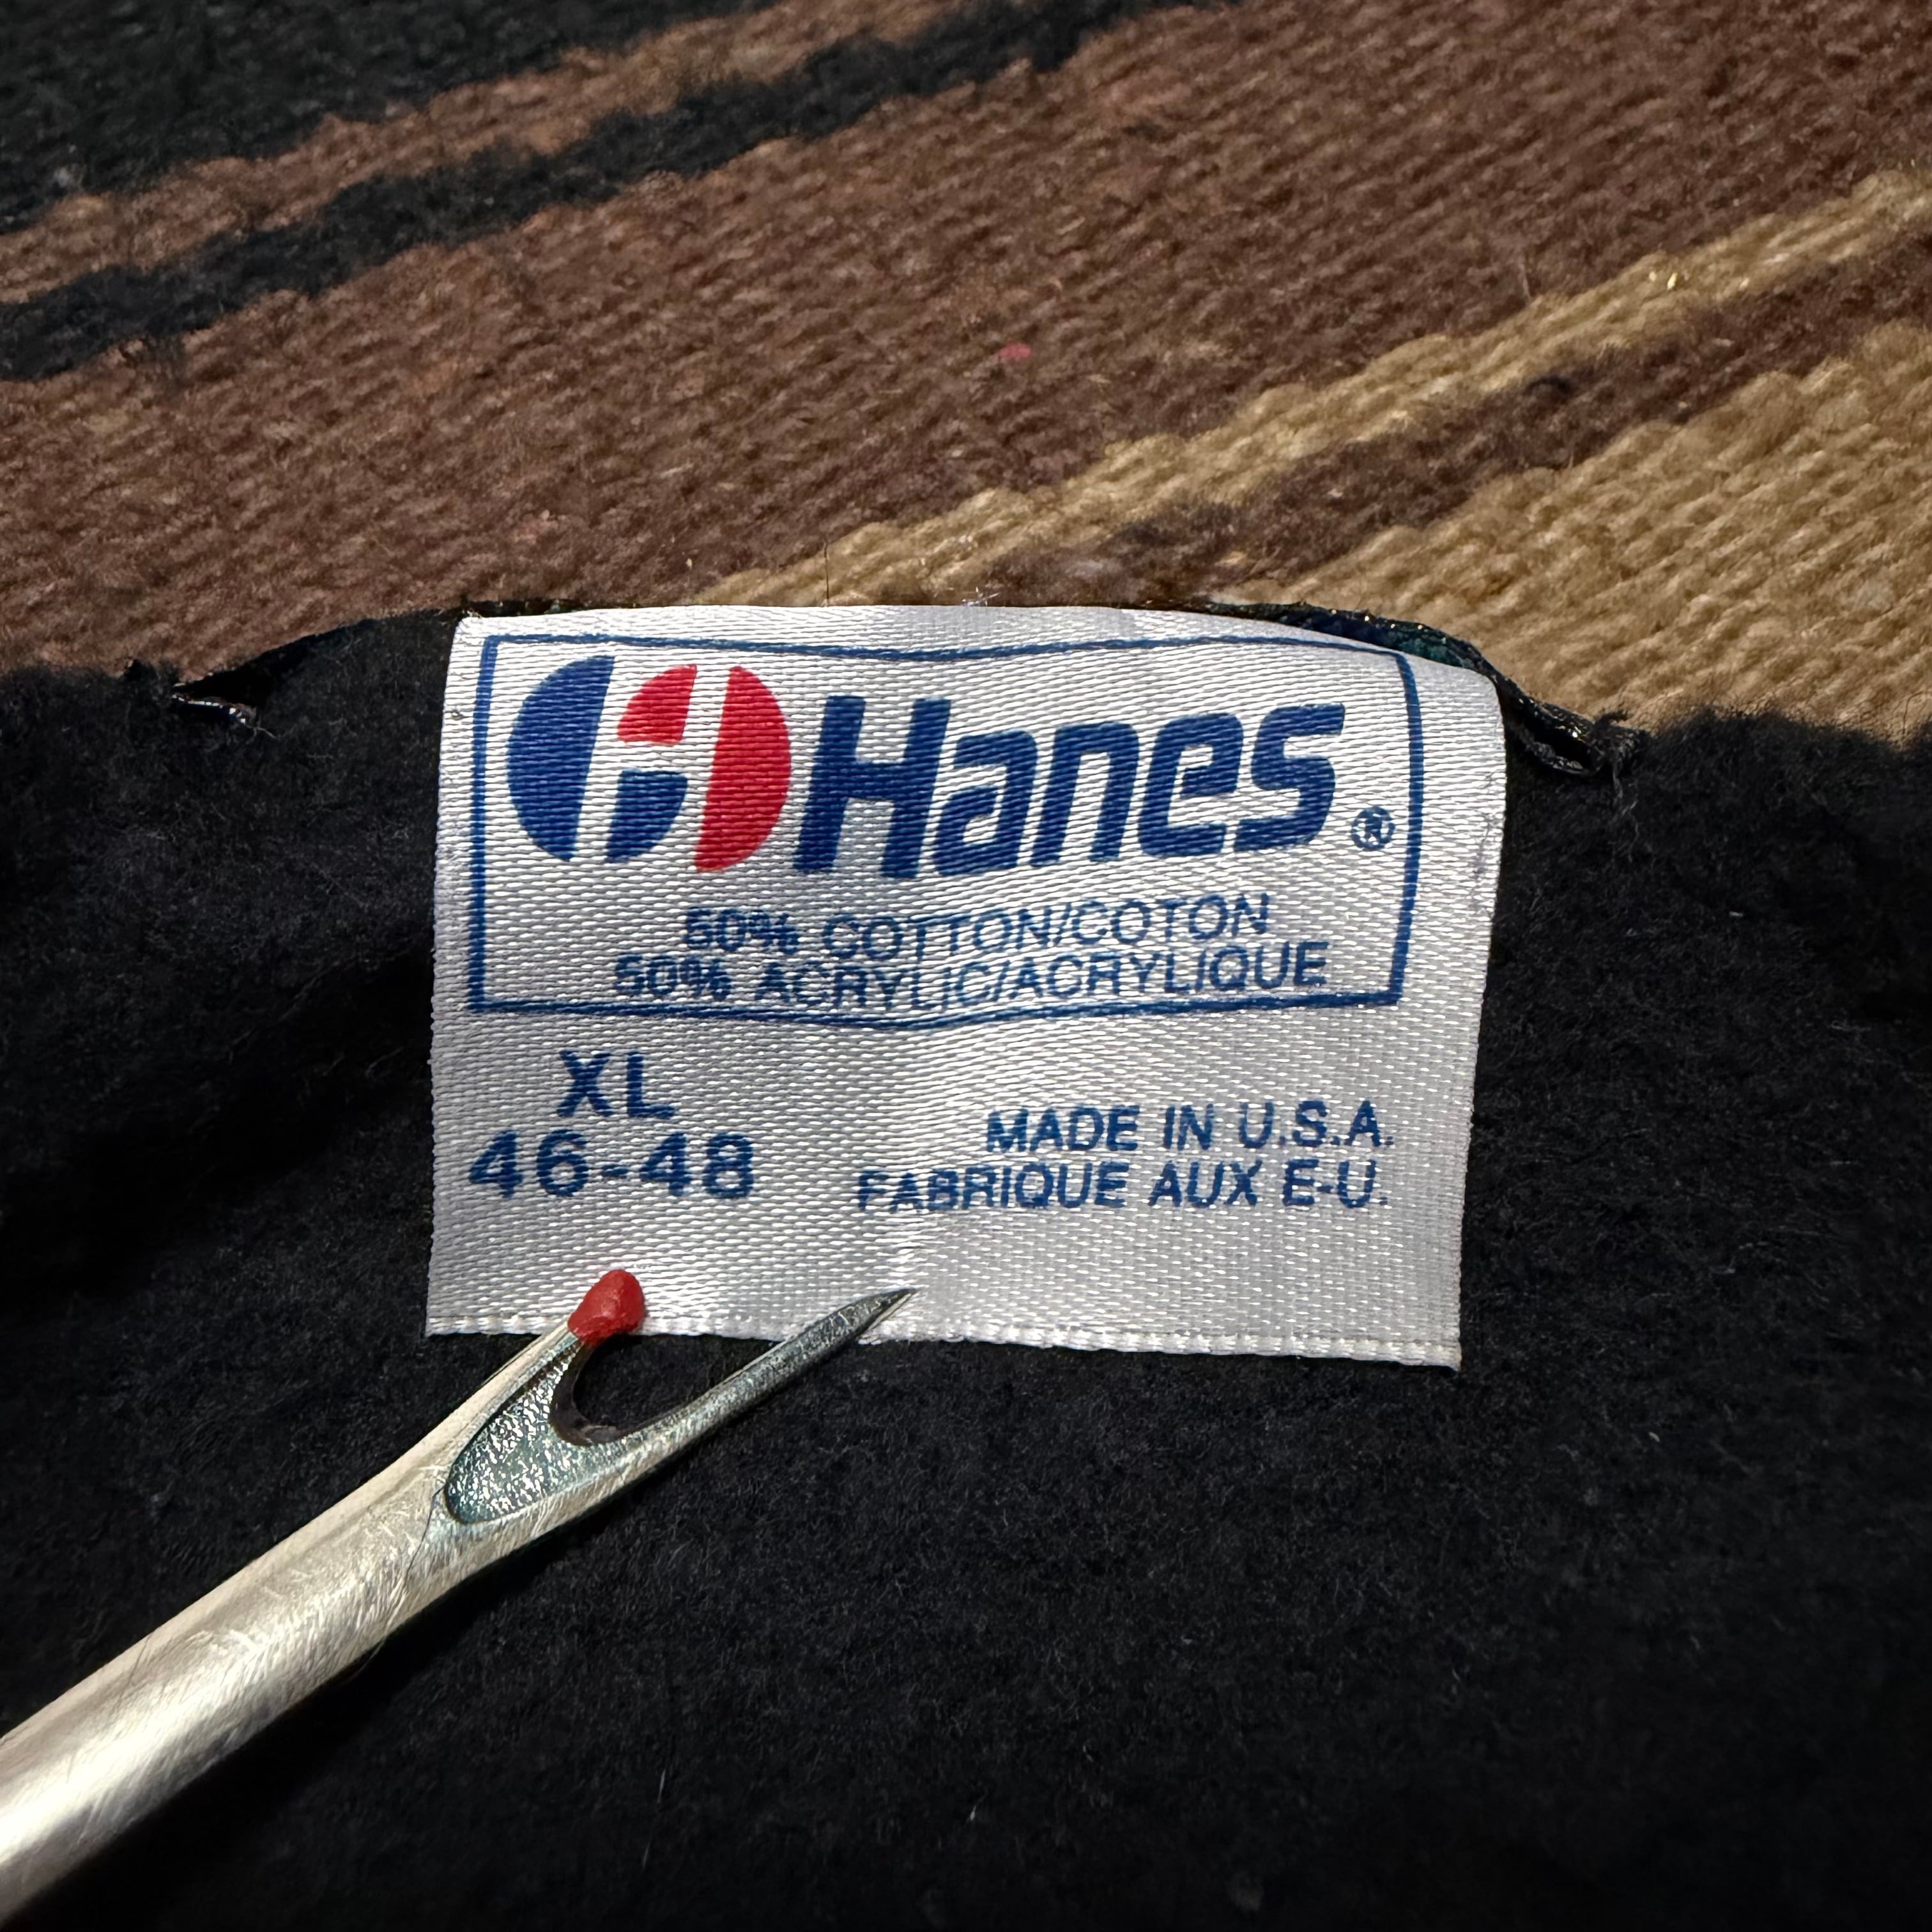 Hanes®
50% COTTON/COTON
50% ACRYLIC/ACRYLIQUE
XL
46-48
MADE IN U.S.A.
FABRIQUE AUX E-U.